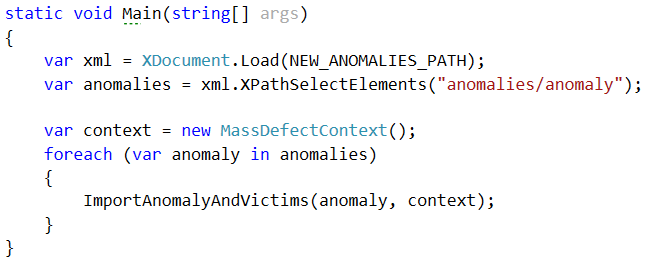 static void Main(string[] args)
{
    var xml = XDocument.Load(NEW_ANOMALIES_PATH);
    var anomalies = xml.XPathSelectElements("anomalies/anomaly");

    var context = new MassDefectContext();
    foreach (var anomaly in anomalies)
    {
        ImportAnomalyAndVictims(anomaly, context);
    }
}